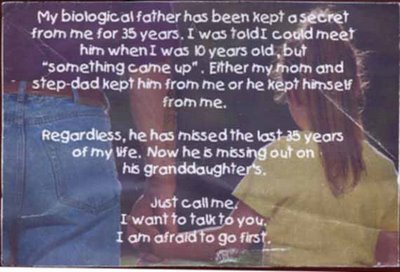 My biological father has been kept a secret
from me for 35 years. I was told I could meet
him when I was 10 years old, but
"something came up". Either my mom and
step-dad kept him from me or he kept himself
from me.
Regardless, he has missed the last 35 years
of my life. Now he is missing out on
his granddaughter's.
Just call me,
I want to talk to you,
I am afraid to go first.